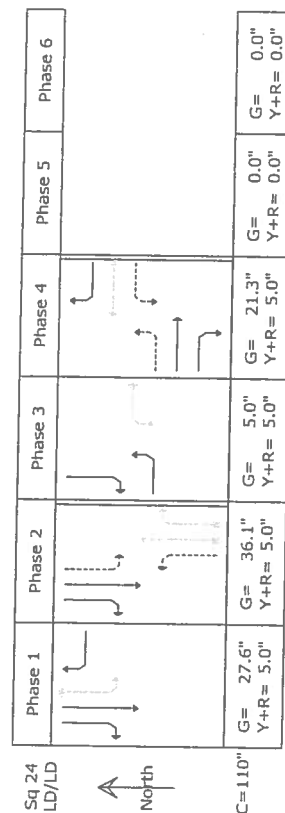 Sq 24
LD/LD
North
C=110"
Phase 1
G= 27.6"
Y+R= 5.0"
Phase 2
G= 36.1"
Y+R= 5.0"
Phase 3
G= 5.0"
Y+R= 5.0"
Phase 4
G= 21.3"
Y+R= 5.0"
Phase 5
G= 0.0"
Y+R= 0.0"
Phase 6
G= 0.0"
Y+R= 0.0"